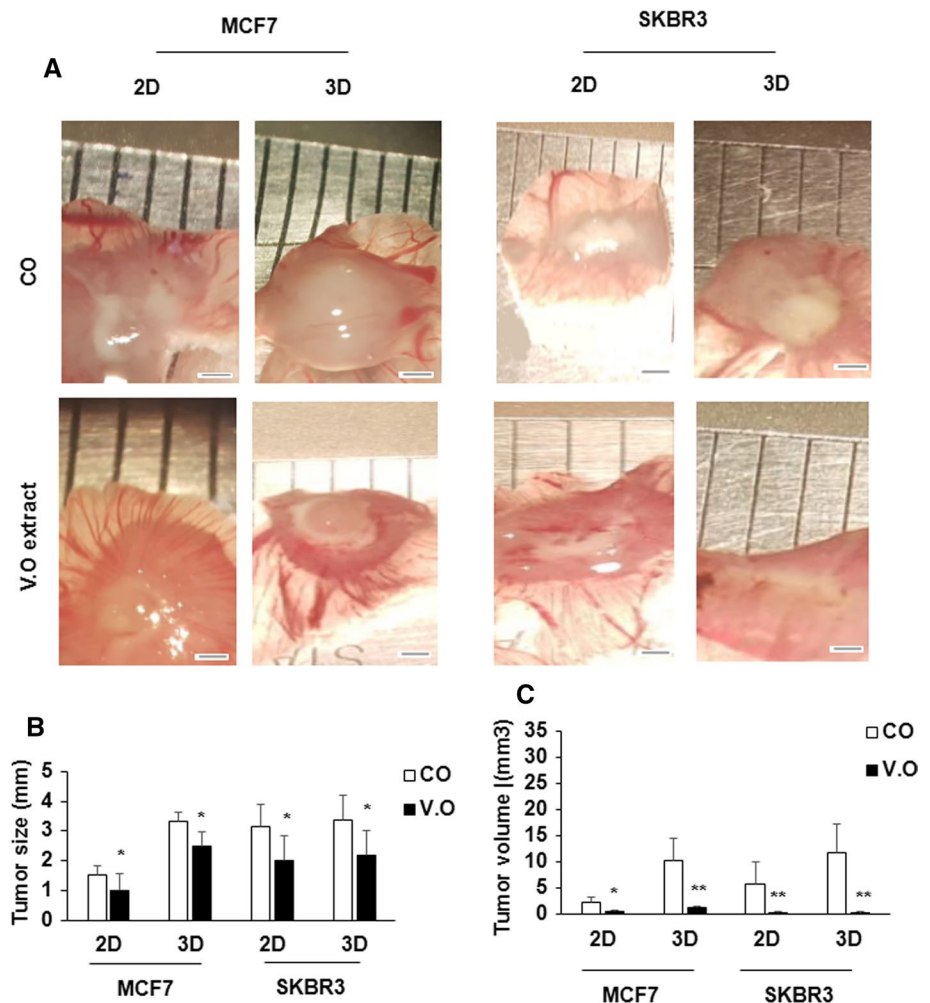 MCF7
SKBR3
A
2D
3D
2D
3D
CO
V.O extract
B
Tumor size (mm)
5
4
3
2
1
0
CO
V.O
*
*
*
*
2D
3D
2D
3D
MCF7
SKBR3
C
Tumor volume |(mm3)
35
30
25
20
15
10
5
0
CO
V.O
*
**
**
**
2D
3D
2D
3D
MCF7
SKBR3